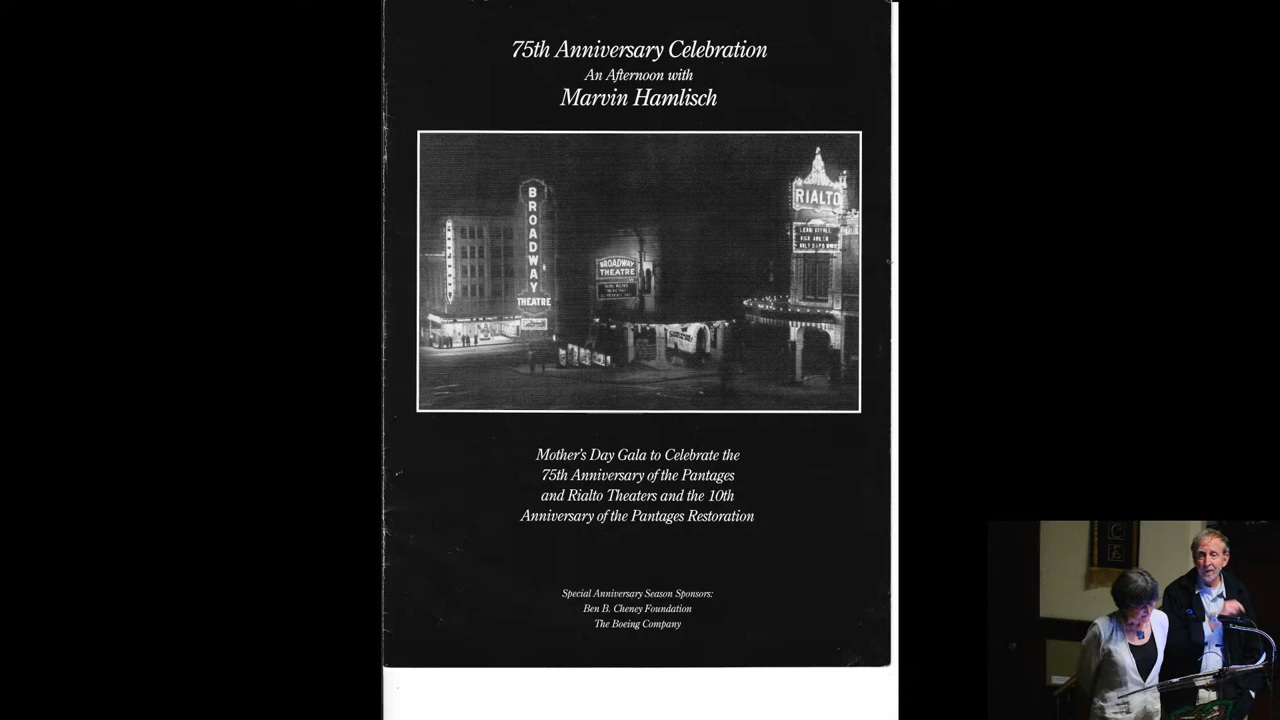 75th Anniversary Celebration
An Afternoon with
Marvin Hamlisch
BROADWAY
THEATRE
BROADWAY
THEATRE
RIALTO
Mother's Day Gala to Celebrate the
75th Anniversary of the Pantages
and Rialto Theaters and the 10th
Anniversary of the Pantages Restoration
Special Anniversary Season Sponsors:
Ben B. Cheney Foundation
The Boeing Company
C
E